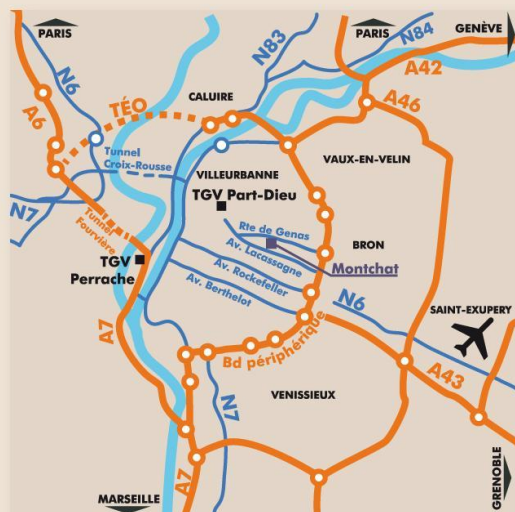 PARIS
PARIS
GENÈVE
N6
N83
N84
A42
A6
TÉO
CALUIRE
A46
Tunnel
Croix-Rousse
VAUX-EN-VELIN
VILLEURBANNE
TGV Part-Dieu
N7
Tunnel
Fourvière
Rte de Genas
BRON
TGV
Perrache
Av. Lacassagne
Montchat
Av. Rockefeller
Av. Berthelot
N6
SAINT-EXUPERY
A7
Bd périphérique
A43
VENISSIEUX
N7
A7
MARSEILLE
GRENOBLE